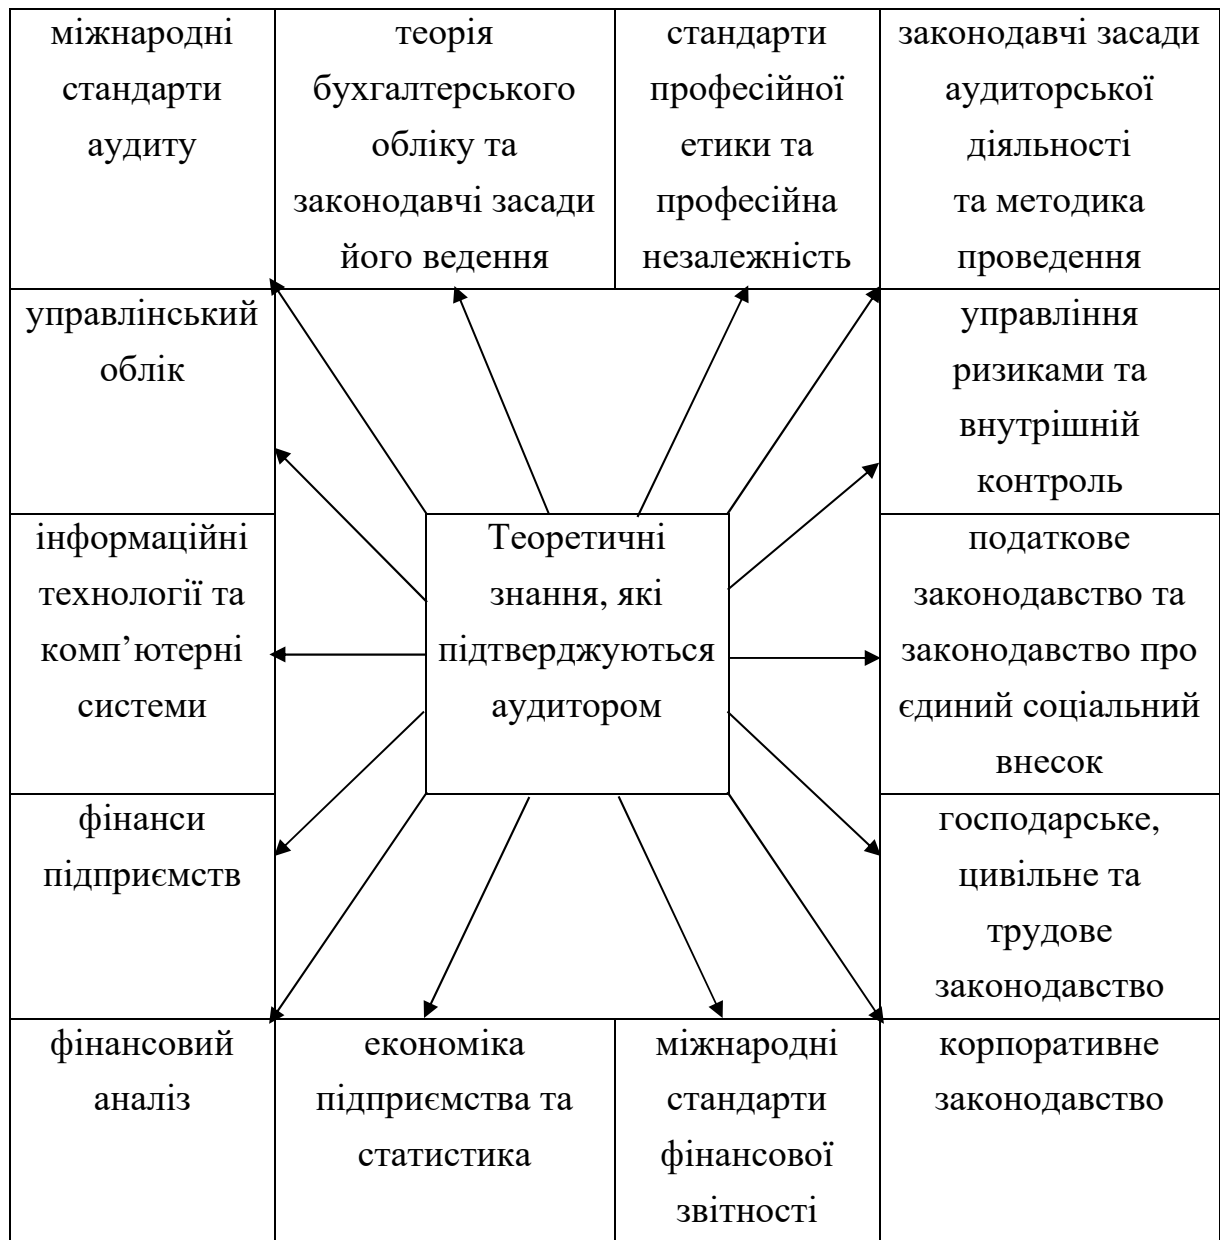 міжнародні
стандарти
аудиту
теорія
бухгалтерського
обліку та
законодавчі засади
його ведення
стандарти
професійної
етики та
професійна
незалежність
законодавчі засади
аудиторської
діяльності
та методика
проведення
управлінський
облік
управління
ризиками та
внутрішній
контроль
інформаційні
технології та
комп’ютерні
системи
Теоретичні
знання, які
підтверджуються
аудитором
податкове
законодавство та
законодавство про
єдиний соціальний
внесок
фінанси
підприємств
господарське,
цивільне та
трудове
законодавство
фінансовий
аналіз
економіка
підприємства та
статистика
міжнародні
стандарти
фінансової
звітності
корпоративне
законодавство